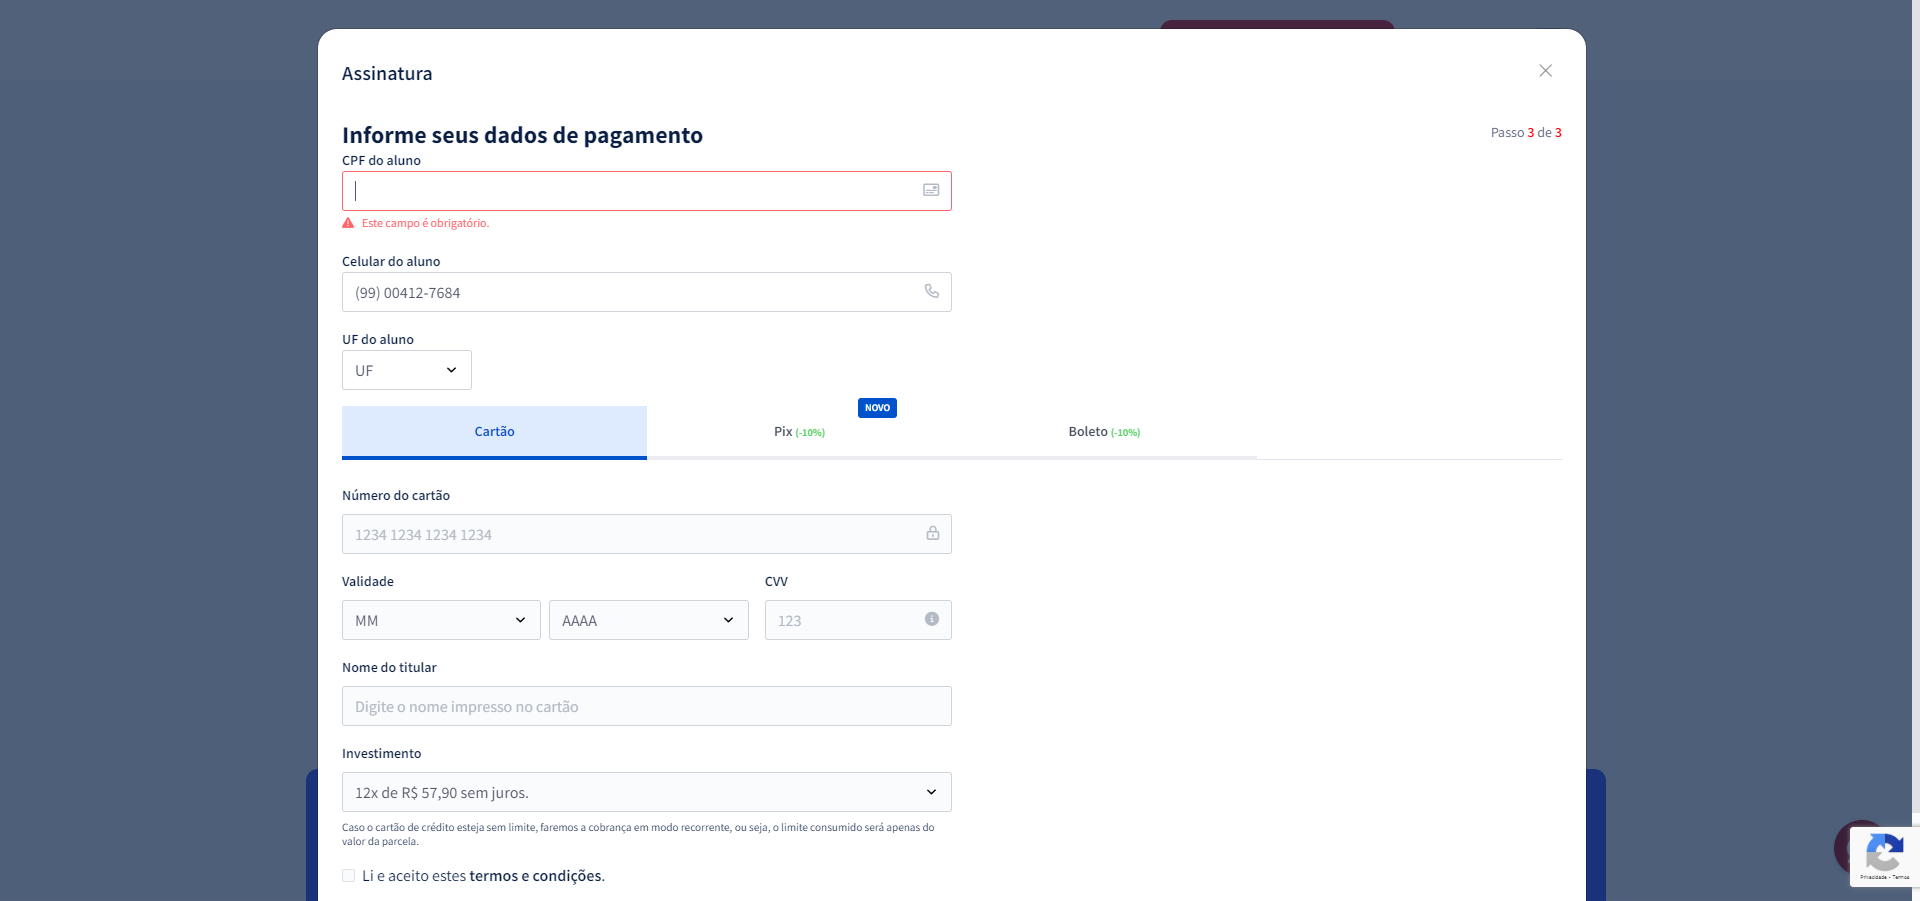 Assinatura
Informe seus dados de pagamento
Passo 3 de 3
CPF do aluno
Este campo é obrigatório.
Celular do aluno
(99) 00412-7684
UF do aluno
UF
NOVO
Cartão
Pix (-10%)
Boleto (-10%)
Número do cartão
1234 1234 1234 1234
Validade
CVV
MM
AAAA
123
Nome do titular
Digite o nome impresso no cartão
Investimento
12x de R$ 57,90 sem juros.
Caso o cartão de crédito esteja sem limite, faremos a cobrança em modo recorrente, ou seja, o limite consumido será apenas do
valor da parcela.
Li e aceito estes termos e condições.
Privacidade - Termos